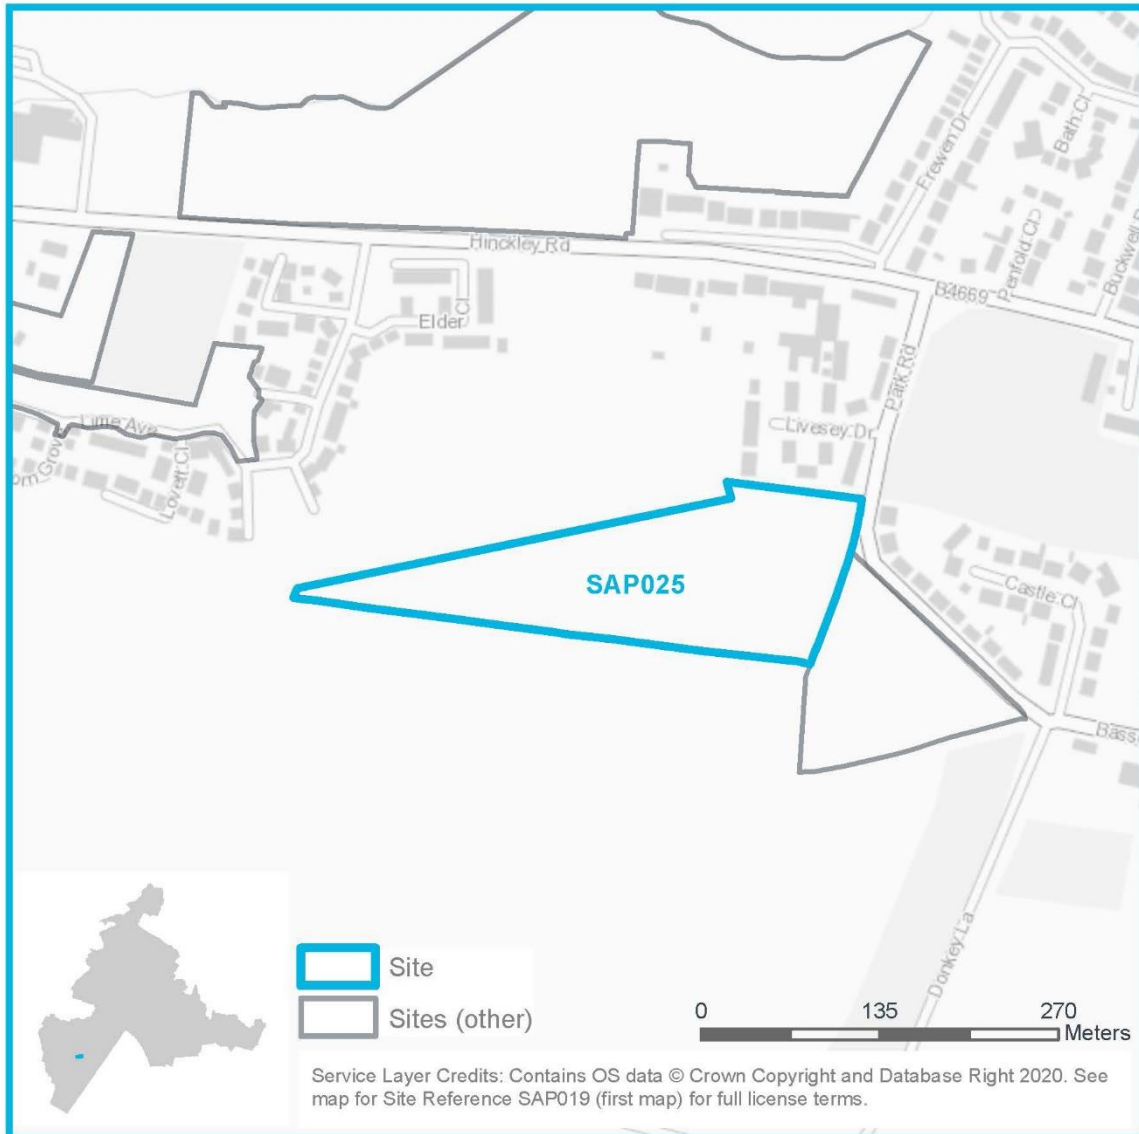 Frewen Dr
Bath Cl
Penfold Cl
Hinckley Rd
B4669
Elder Cl
Park Rd
Livesey Dr
Lime Ave
Lovett Cl
SAP025
Castle Cl
Donkey La
Site
Sites (other)
0 135 270
Meters
Service Layer Credits: Contains OS data © Crown Copyright and Database Right 2020. See
map for Site Reference SAP019 (first map) for full license terms.